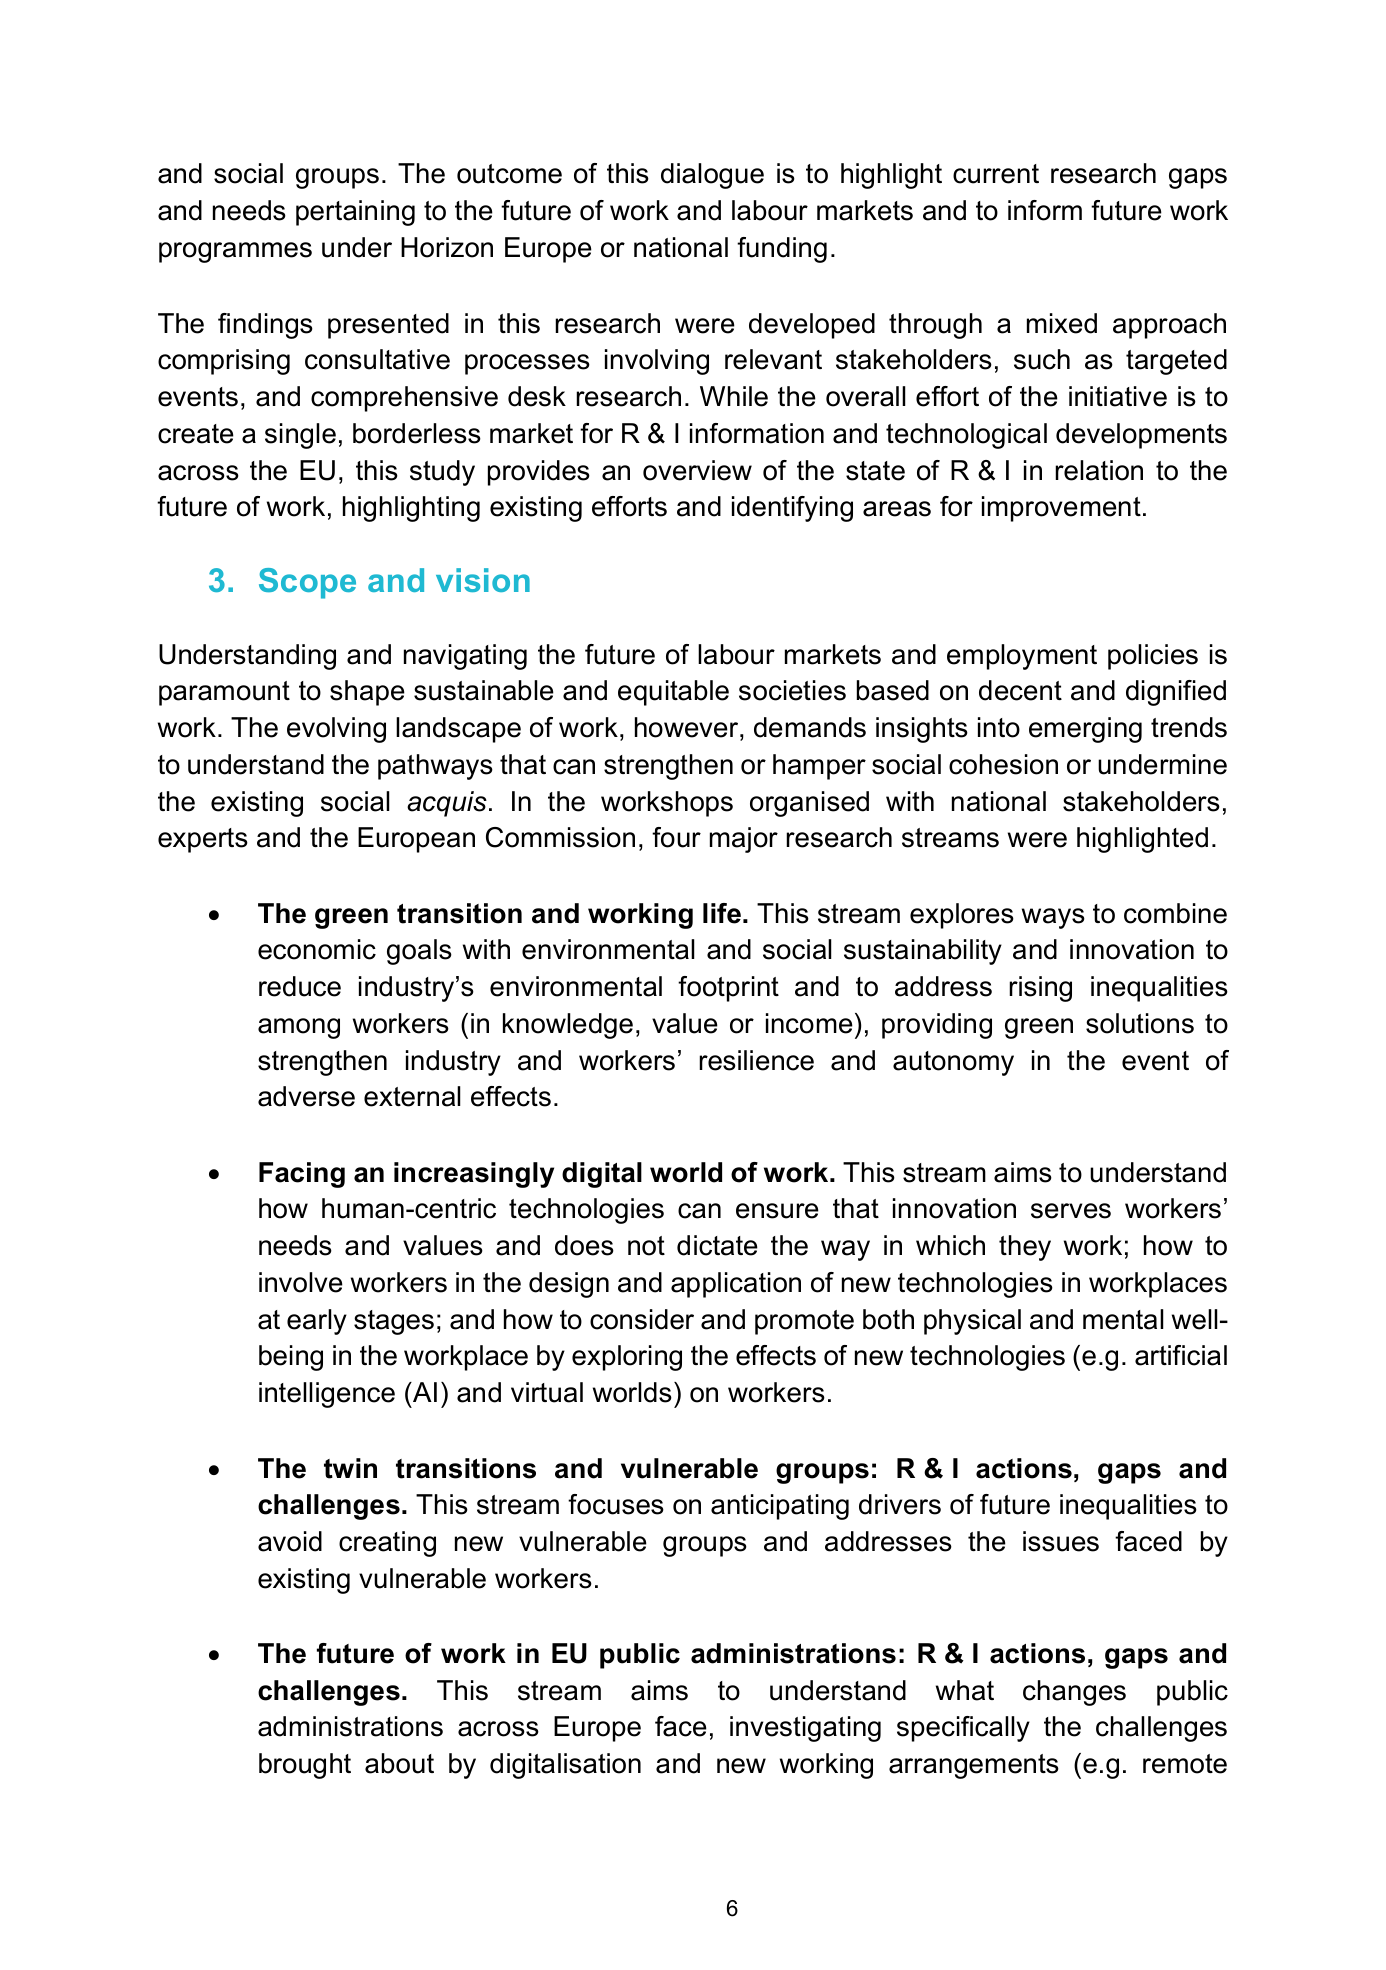 and social groups. The outcome of this dialogue is to highlight current research gaps
and needs pertaining to the future of work and labour markets and to inform future work
programmes under Horizon Europe or national funding.
The findings presented in this research were developed through a mixed approach
comprising consultative processes involving relevant stakeholders, such as targeted
events, and comprehensive desk research. While the overall effort of the initiative is to
create a single, borderless market for R & I information and technological developments
across the EU, this study provides an overview of the state of R & I in relation to the
future of work, highlighting existing efforts and identifying areas for improvement.
3. Scope and vision
Understanding and navigating the future of labour markets and employment policies is
paramount to shape sustainable and equitable societies based on decent and dignified
work. The evolving landscape of work, however, demands insights into emerging trends
to understand the pathways that can strengthen or hamper social cohesion or undermine
the existing social acquis. In the workshops organised with national stakeholders,
experts and the European Commission, four major research streams were highlighted.
• The green transition and working life. This stream explores ways to combine
economic goals with environmental and social sustainability and innovation to
reduce industry’s environmental footprint and to address rising inequalities
among workers (in knowledge, value or income), providing green solutions to
strengthen industry and workers’ resilience and autonomy in the event of
adverse external effects.
• Facing an increasingly digital world of work. This stream aims to understand
how human-centric technologies can ensure that innovation serves workers’
needs and values and does not dictate the way in which they work; how to
involve workers in the design and application of new technologies in workplaces
at early stages; and how to consider and promote both physical and mental well-
being in the workplace by exploring the effects of new technologies (e.g. artificial
intelligence (AI) and virtual worlds) on workers.
• The twin transitions and vulnerable groups: R & I actions, gaps and
challenges. This stream focuses on anticipating drivers of future inequalities to
avoid creating new vulnerable groups and addresses the issues faced by
existing vulnerable workers.
• The future of work in EU public administrations: R & I actions, gaps and
challenges. This stream aims to understand what changes public
administrations across Europe face, investigating specifically the challenges
brought about by digitalisation and new working arrangements (e.g. remote
6